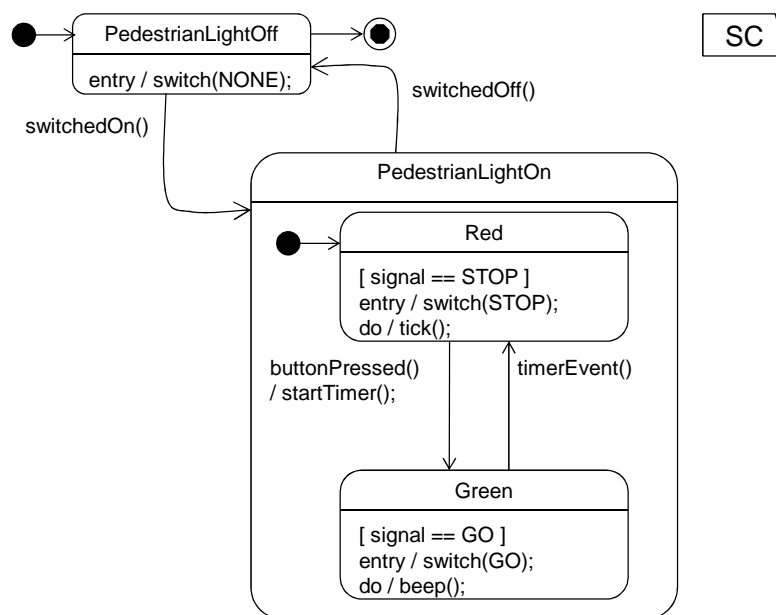 PedestrianLightOff
entry / switch(NONE);
SC
switchedOff()
switchedOn()
PedestrianLightOn
Red
[ signal == STOP ]
entry / switch(STOP);
do / tick();
buttonPressed()
/ startTimer();
timerEvent()
Green
[ signal == GO ]
entry / switch(GO);
do / beep();